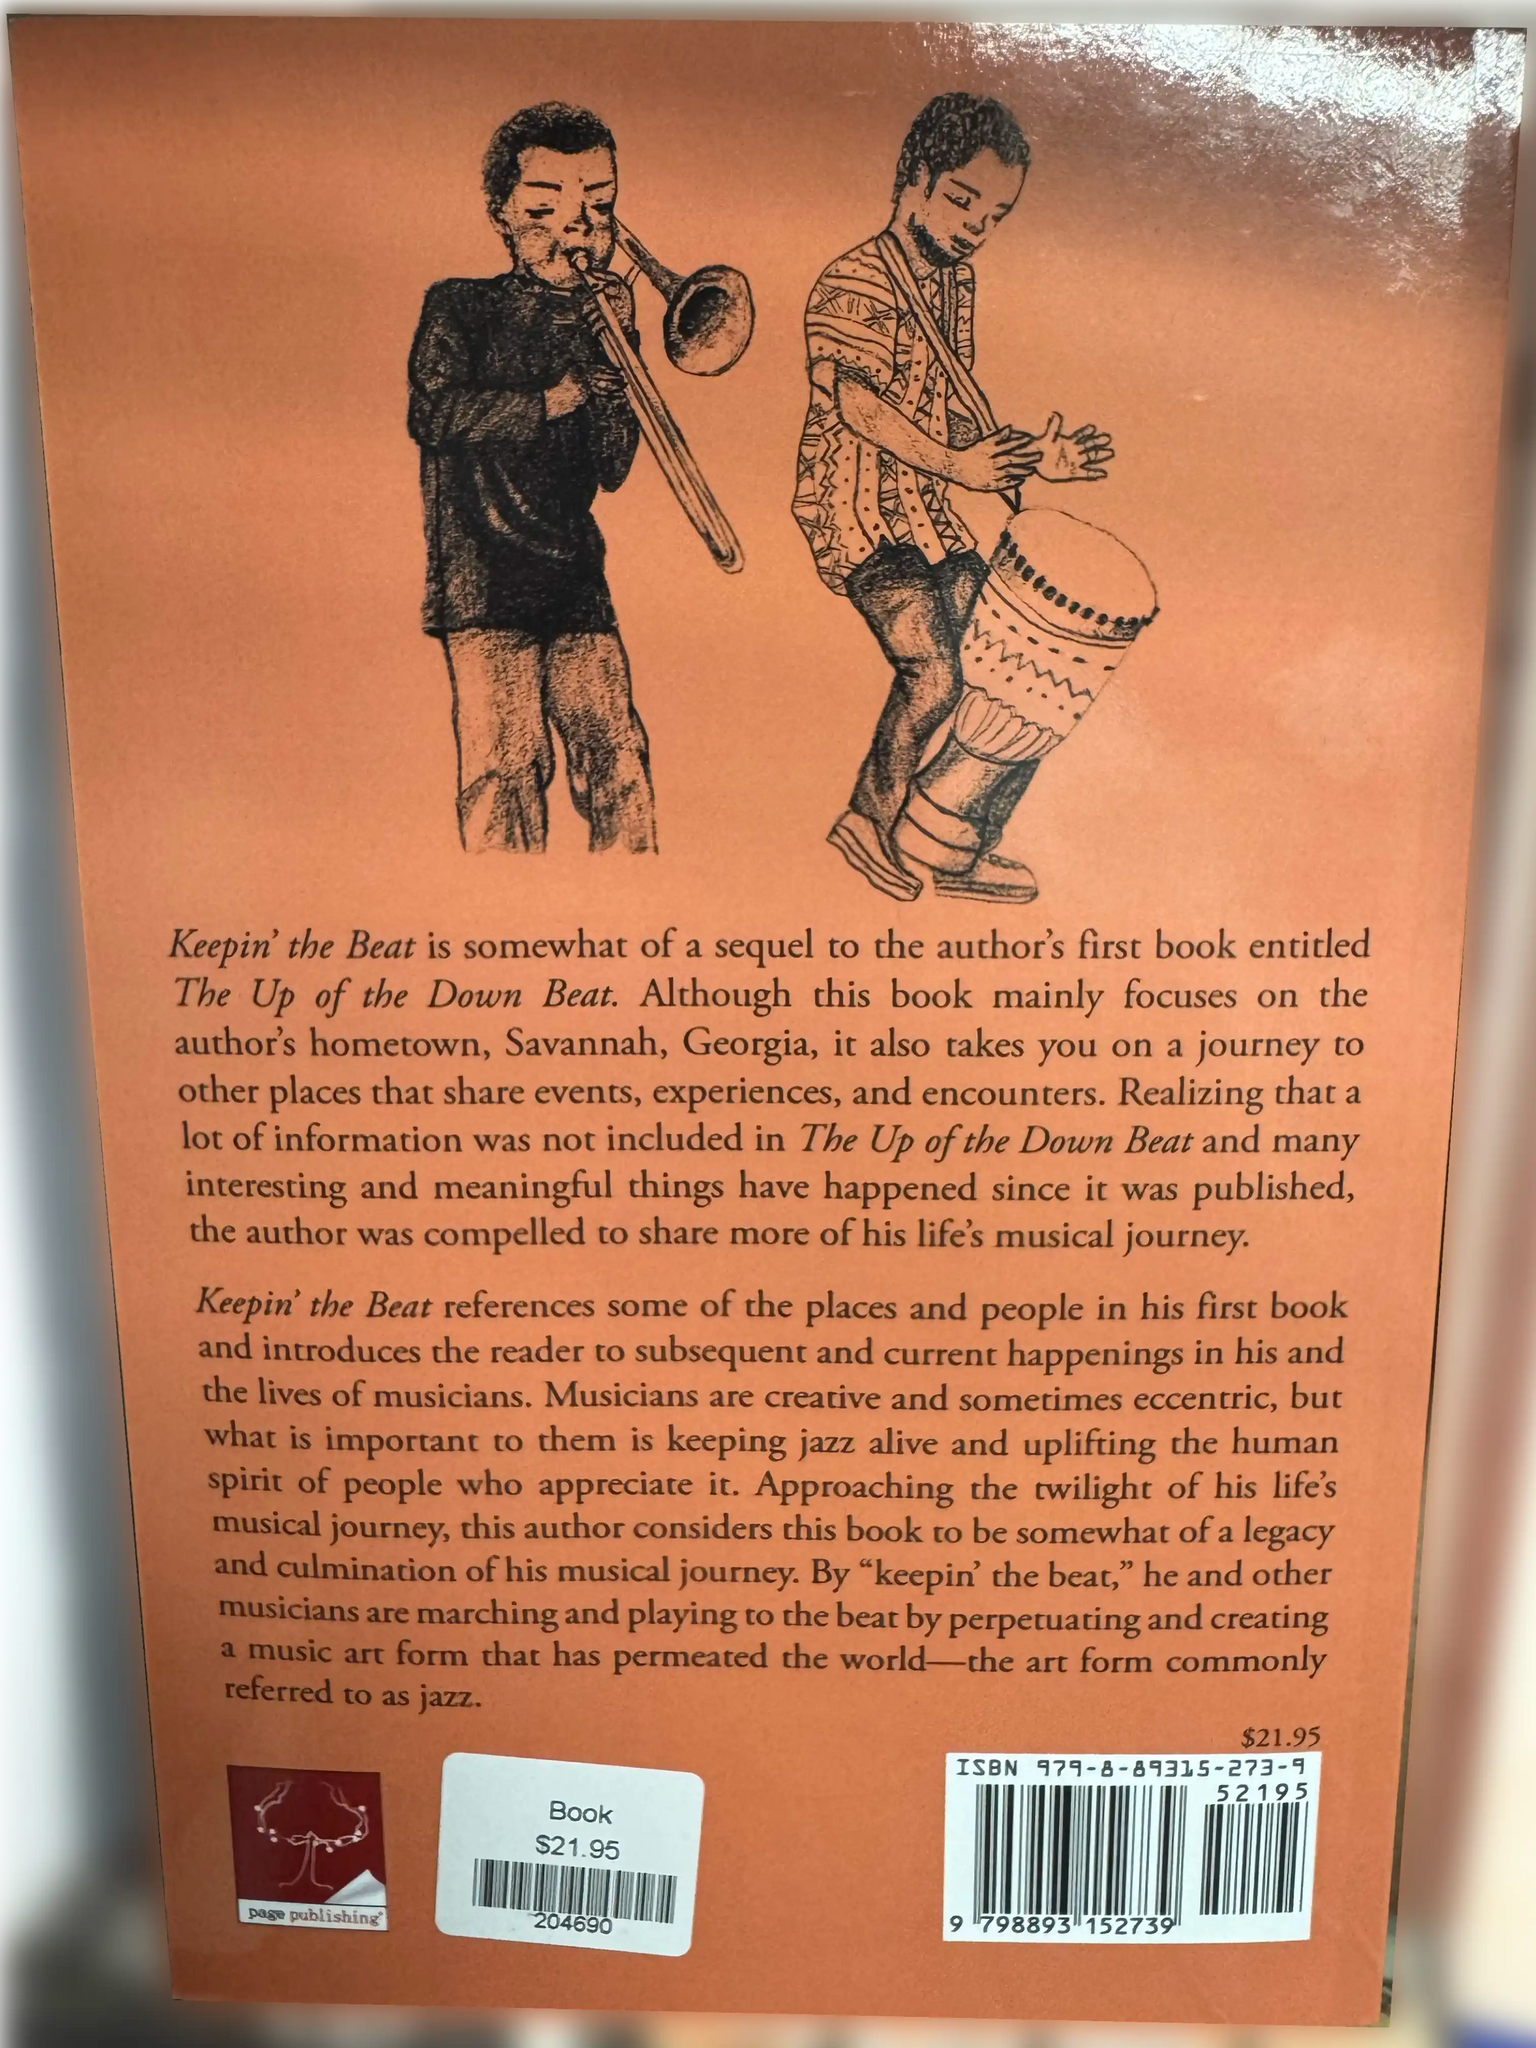 Keepin' the Beat is somewhat of a sequel to the author's first book entitled
The Up of the Down Beat. Although this book mainly focuses on the
author's hometown, Savannah, Georgia, it also takes you on a journey to
other places that share events, experiences, and encounters. Realizing that a
lot of information was not included in The Up of the Down Beat and many
interesting and meaningful things have happened since it was published,
the author was compelled to share more of his life's musical journey.
Keepin' the Beat references some of the places and people in his first book
and introduces the reader to subsequent and current happenings in his and
the lives of musicians. Musicians are creative and sometimes eccentric, but
what is important to them is keeping jazz alive and uplifting the human
spirit of people who appreciate it. Approaching the twilight of his life's
musical journey, this author considers this book to be somewhat of a legacy
and culmination of his musical journey. By “keepin' the beat,” he and other
musicians are marching and playing to the beat by perpetuating and creating
a music art form that has permeated the world—the art form commonly
referred to as jazz.
$21.95
page publishing
Book
$21.95
204690
ISBN 979-8-89315-273-9
52195
9 798893 152739